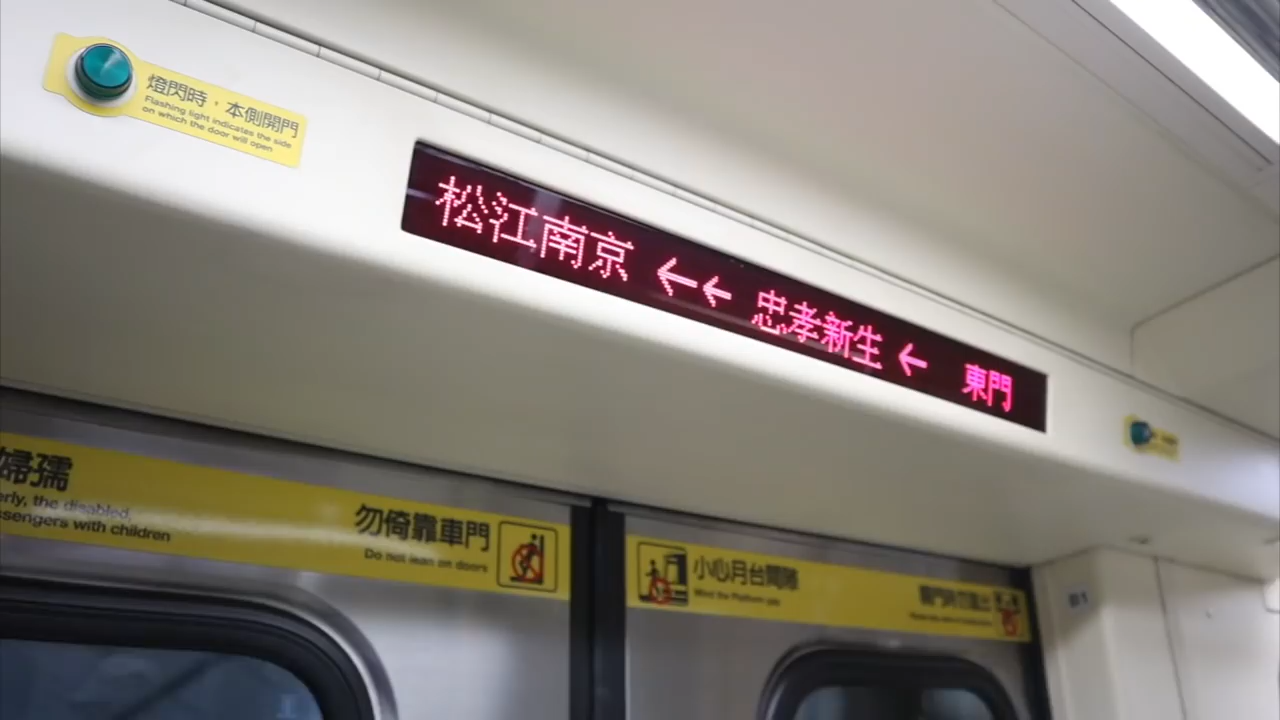 燈閃時，本側開門
Flashing light indicates the side
on which the door will open
松江南京 ←← 忠孝新生 ← 東門
婦孺
erly, the disabled,
ssengers with children
勿倚靠車門
Do not lean on doors
小心月台間隙
Mind the Platform gap